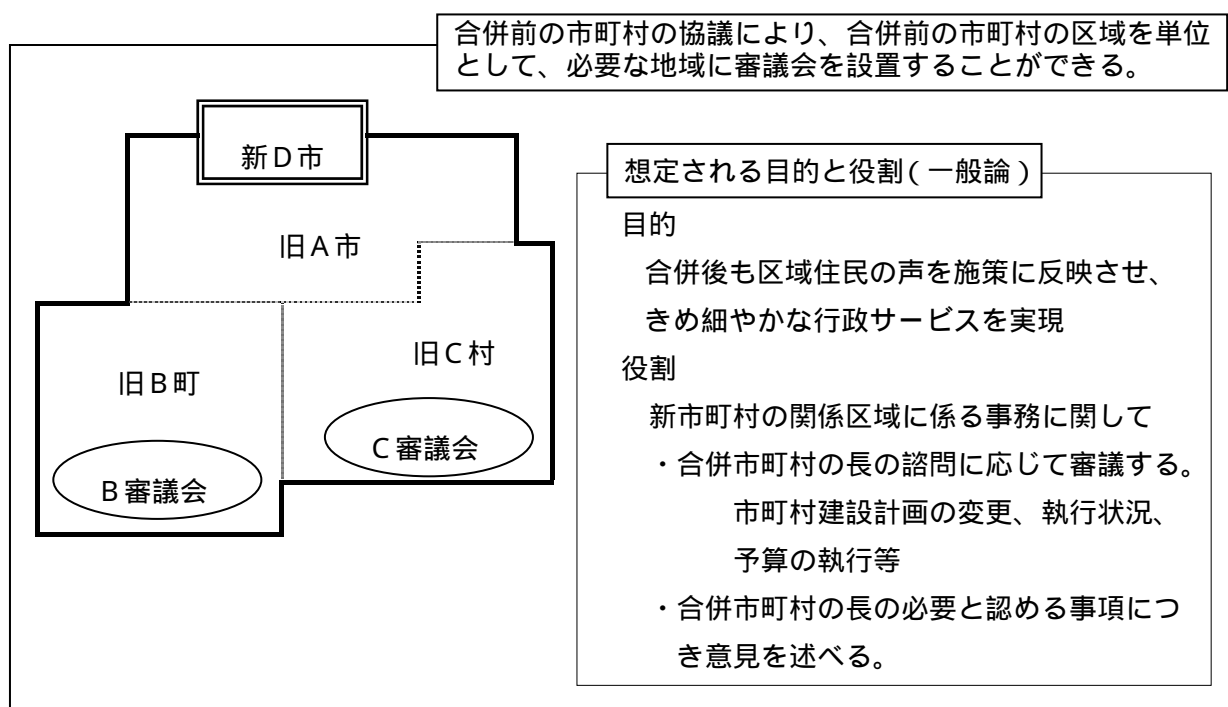 合併前の市町村の協議により、合併前の市町村の区域を単位
として、必要な地域に審議会を設置することができる。
新D市
旧A市
旧B町
旧C村
B審議会
C審議会
想定される目的と役割(一般論)
目的
合併後も区域住民の声を施策に反映させ、
きめ細やかな行政サービスを実現
役割
新市町村の関係区域に係る事務に関して
・合併市町村の長の諮問に応じて審議する。
市町村建設計画の変更、執行状況、
予算の執行等
・合併市町村の長の必要と認める事項につ
き意見を述べる。